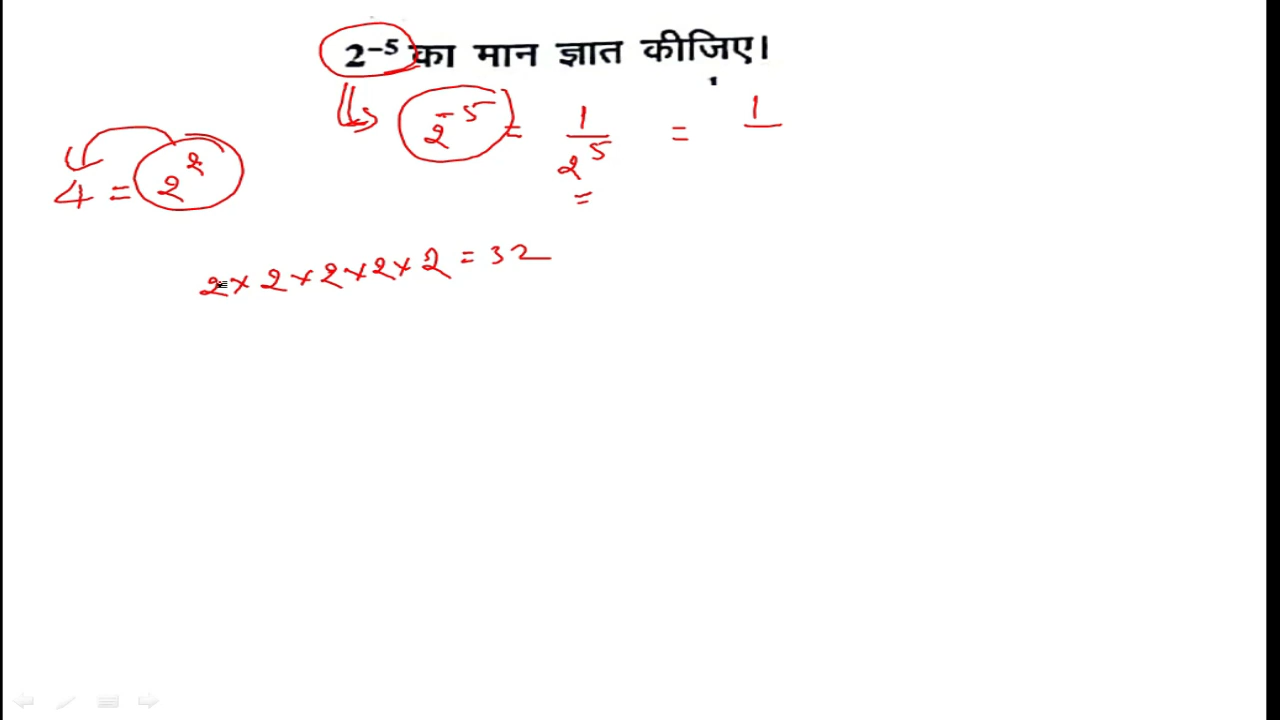 2⁻⁵ का मान ज्ञात कीजिए।
2⁻⁵ = 1/2⁵ = 1/
=
4 = 2²
2 × 2 × 2 × 2 × 2 = 32